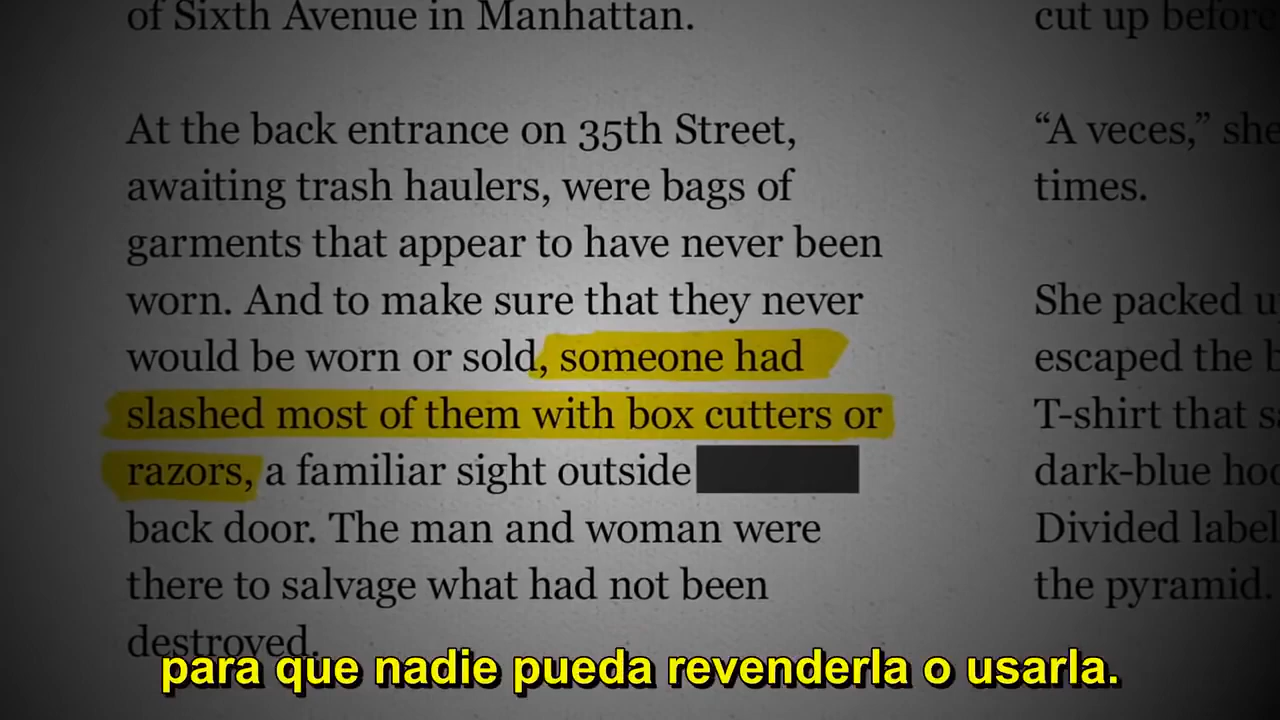 of Sixth Avenue in Manhattan.
At the back entrance on 35th Street,
awaiting trash haulers, were bags of
garments that appear to have never been
worn. And to make sure that they never
would be worn or sold, someone had
slashed most of them with box cutters or
razors, a familiar sight outside
back door. The man and woman were
there to salvage what had not been
destroyed.
cut up before
“A veces,” she
times.
She packed u
escaped the b
T-shirt that s
dark-blue hoo
Divided label
the pyramid.
para que nadie pueda revenderla o usarla.